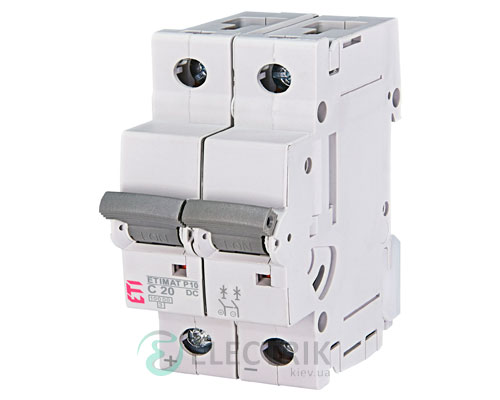 ETI
ETIMAT P10
C 20 DC
ELECTRIK
kiev.ua